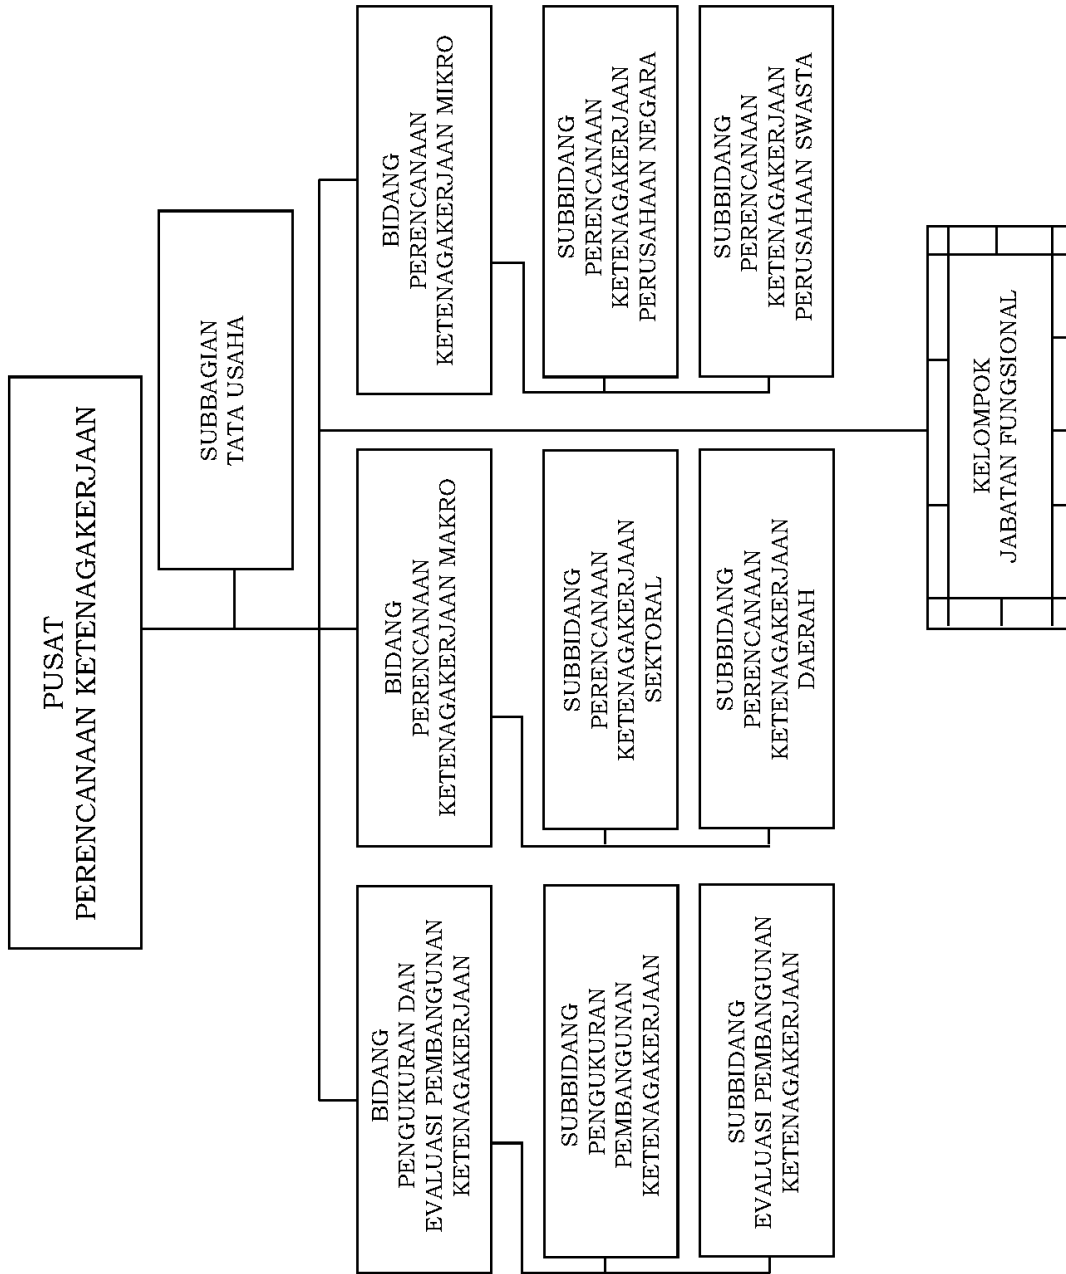 PUSAT
PERENCANAAN KETENAGAKERJAAN
SUBBAGIAN
TATA USAHA
BIDANG
PENGUKURAN DAN
EVALUASI PEMBANGUNAN
KETENAGAKERJAAN
BIDANG
PERENCANAAN
KETENAGAKERJAAN MAKRO
BIDANG
PERENCANAAN
KETENAGAKERJAAN MIKRO
SUBBIDANG
PENGUKURAN
PEMBANGUNAN
KETENAGAKERJAAN
SUBBIDANG
PERENCANAAN
KETENAGAKERJAAN
SEKTORAL
SUBBIDANG
PERENCANAAN
KETENAGAKERJAAN
PERUSAHAAN NEGARA
SUBBIDANG
EVALUASI PEMBANGUNAN
KETENAGAKERJAAN
SUBBIDANG
PERENCANAAN
KETENAGAKERJAAN
DAERAH
SUBBIDANG
PERENCANAAN
KETENAGAKERJAAN
PERUSAHAAN SWASTA
KELOMPOK
JABATAN FUNGSIONAL